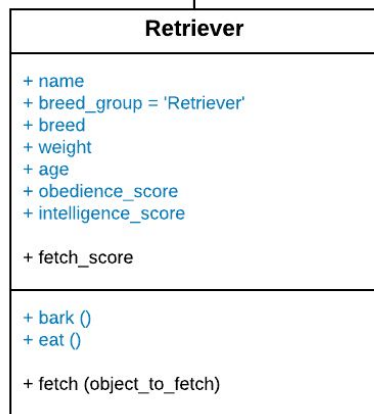 Retriever
+ name
+ breed_group = 'Retriever'
+ breed
+ weight
+ age
+ obedience_score
+ intelligence_score
+ fetch_score
+ bark ()
+ eat ()
+ fetch (object_to_fetch)